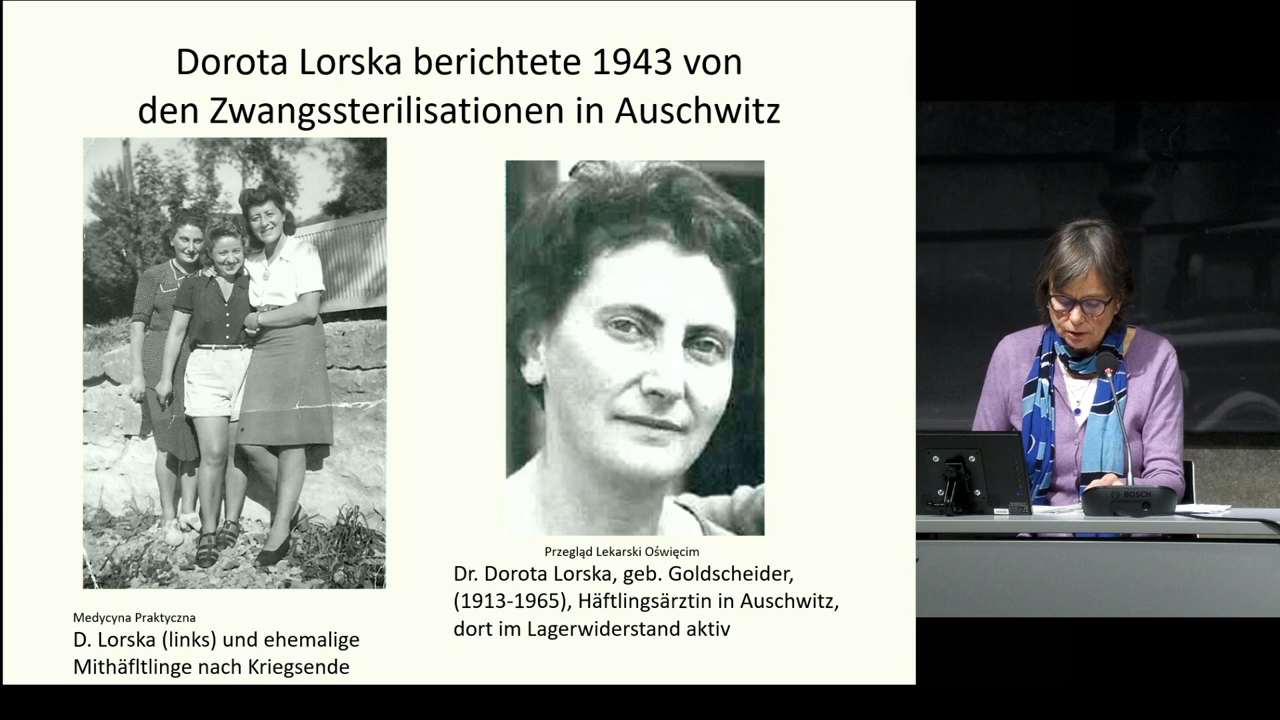 Dorota Lorska berichtete 1943 von
den Zwangssterilisationen in Auschwitz
Medycyna Praktyczna
D. Lorska (links) und ehemalige
Mithäfltlinge nach Kriegsende
Przegląd Lekarski Oświęcim
Dr. Dorota Lorska, geb. Goldscheider,
(1913-1965), Häftlingsärztin in Auschwitz,
dort im Lagerwiderstand aktiv
BOSCH